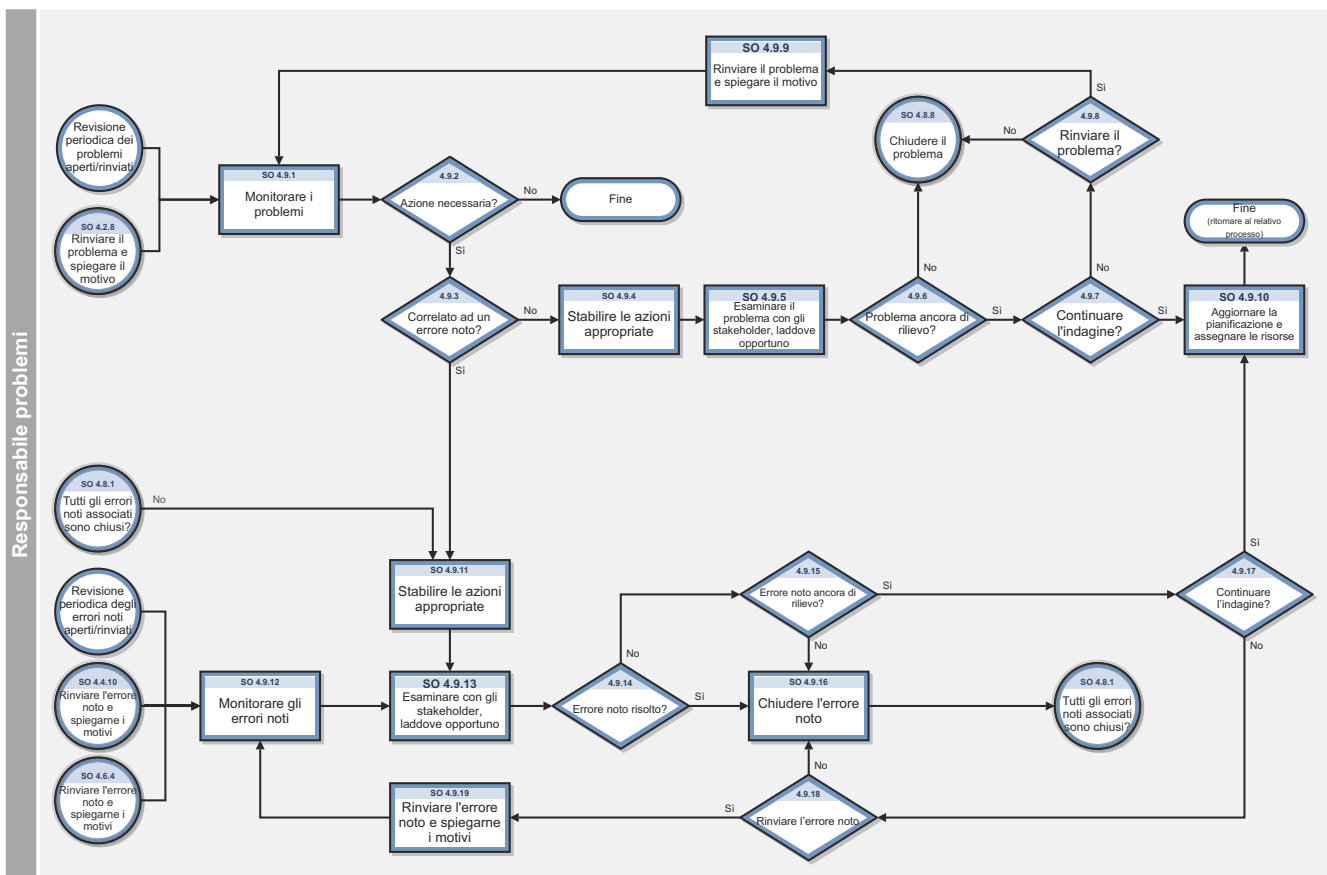 Responsabile problemi
SO 4.9.9
Rinviare il problema
e spiegare il motivo
Sì
Revisione
periodica dei
problemi
aperti/rinviati
SO 4.2.8
Rinviare il
problema e
spiegare il
motivo
SO 4.9.1
Monitorare i
problemi
4.9.2
Azione necessaria?
No
Fine
Sì
SO 4.8.8
Chiudere il
problema
No
4.9.8
Rinviare il
problema?
Fine
(ritornare al relativo
processo)
4.9.3
Correlato ad un
errore noto?
No
SO 4.9.4
Stabilire le azioni
appropriate
SO 4.9.5
Esaminare il
problema con gli
stakeholder, laddove
opportuno
No
4.9.6
Problema ancora di
rilievo?
Sì
No
4.9.7
Continuare
l'indagine?
Sì
SO 4.9.10
Aggiornare la
pianificazione e
assegnare le risorse
Sì
SO 4.8.1
Tutti gli errori
noti associati
sono chiusi?
No
Revisione
periodica degli
errori noti
aperti/rinviati
SO 4.4.10
Rinviare l'errore
noto e
spiegarne i
motivi
SO 4.6.4
Rinviare l'errore
noto e
spiegarne i
motivi
SO 4.9.11
Stabilire le azioni
appropriate
SO 4.9.12
Monitorare gli
errori noti
SO 4.9.13
Esaminare con gli
stakeholder,
laddove opportuno
No
4.9.14
Errore noto risolto?
Sì
4.9.15
Errore noto ancora di
rilievo?
Sì
No
SO 4.9.16
Chiudere l'errore
noto
Sì
4.9.17
Continuare
l'indagine?
No
SO 4.8.1
Tutti gli errori
noti associati
sono chiusi?
No
4.9.18
Rinviare l'errore noto
Sì
SO 4.9.19
Rinviare l'errore
noto e spiegarne
i motivi